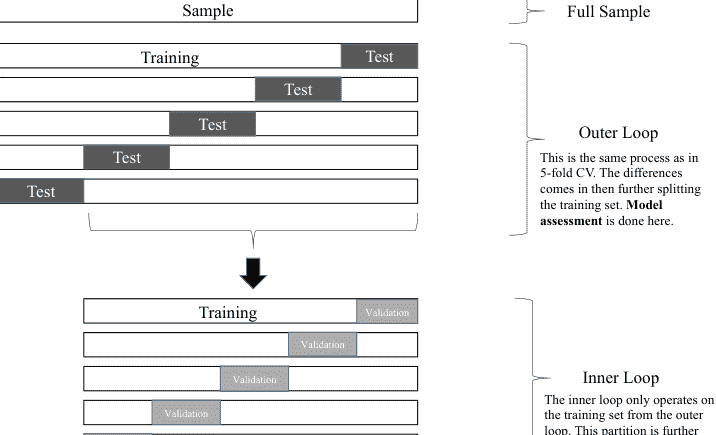 Sample
Full Sample
Training
Test
Test
Test
Test
Test
Outer Loop
This is the same process as in
5-fold CV. The differences
comes in then further splitting
the training set. Model
assessment is done here.
Training
Validation
Validation
Validation
Validation
Inner Loop
The inner loop only operates on
the training set from the outer
loop. This partition is further